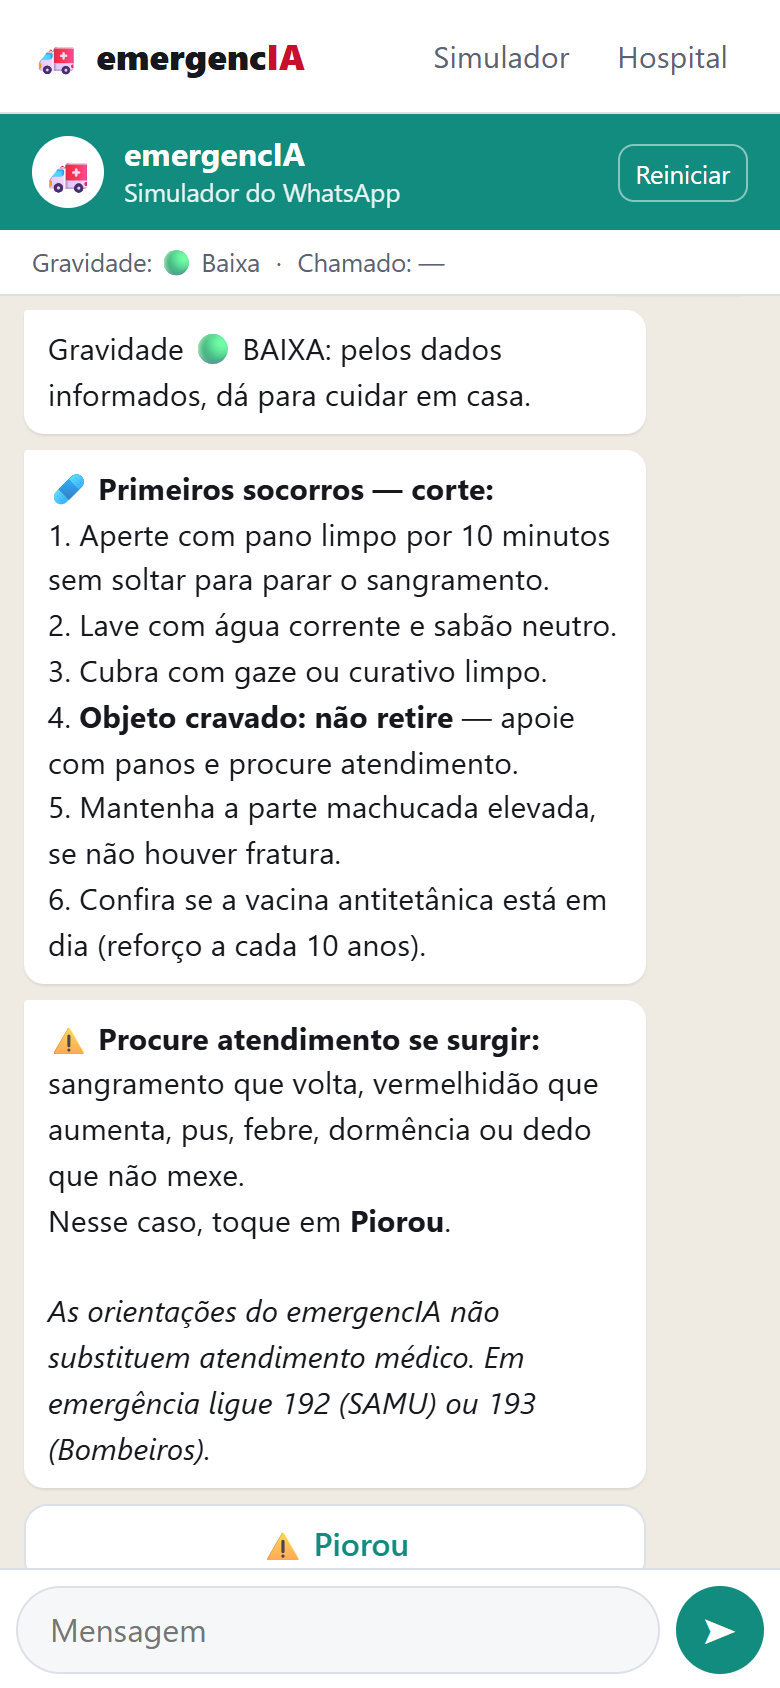 emergencIA
Simulador
Hospital
emergencIA
Simulador do WhatsApp
Reiniciar
Gravidade: Baixa · Chamado: —
Gravidade BAIXA: pelos dados
informados, dá para cuidar em casa.
Primeiros socorros — corte:
1. Aperte com pano limpo por 10 minutos
sem soltar para parar o sangramento.
2. Lave com água corrente e sabão neutro.
3. Cubra com gaze ou curativo limpo.
4. Objeto cravado: não retire — apoie
com panos e procure atendimento.
5. Mantenha a parte machucada elevada,
se não houver fratura.
6. Confira se a vacina antitetânica está em
dia (reforço a cada 10 anos).
Procure atendimento se surgir:
sangramento que volta, vermelhidão que
aumenta, pus, febre, dormência ou dedo
que não mexe.
Nesse caso, toque em Piorou.
As orientações do emergencIA não
substituem atendimento médico. Em
emergência ligue 192 (SAMU) ou 193
(Bombeiros).
Piorou
Mensagem